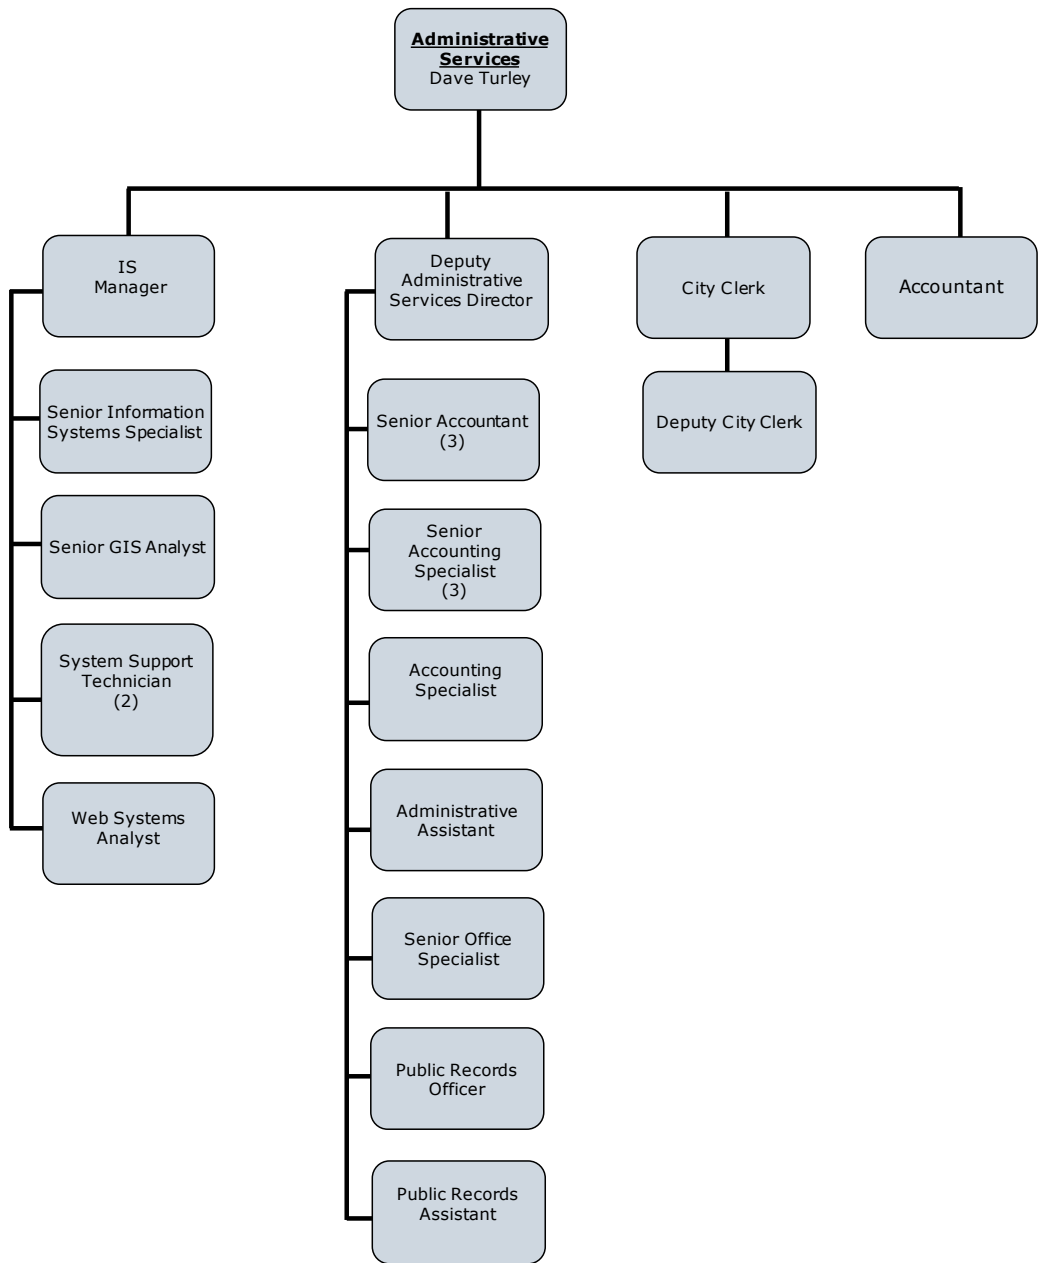 Administrative
Services
Dave Turley
IS
Manager
Deputy
Administrative
Services Director
City Clerk
Accountant
Senior Information
Systems Specialist
Senior GIS Analyst
System Support
Technician
(2)
Web Systems
Analyst
Senior Accountant
(3)
Senior
Accounting
Specialist
(3)
Accounting
Specialist
Administrative
Assistant
Senior Office
Specialist
Public Records
Officer
Public Records
Assistant
Deputy City Clerk